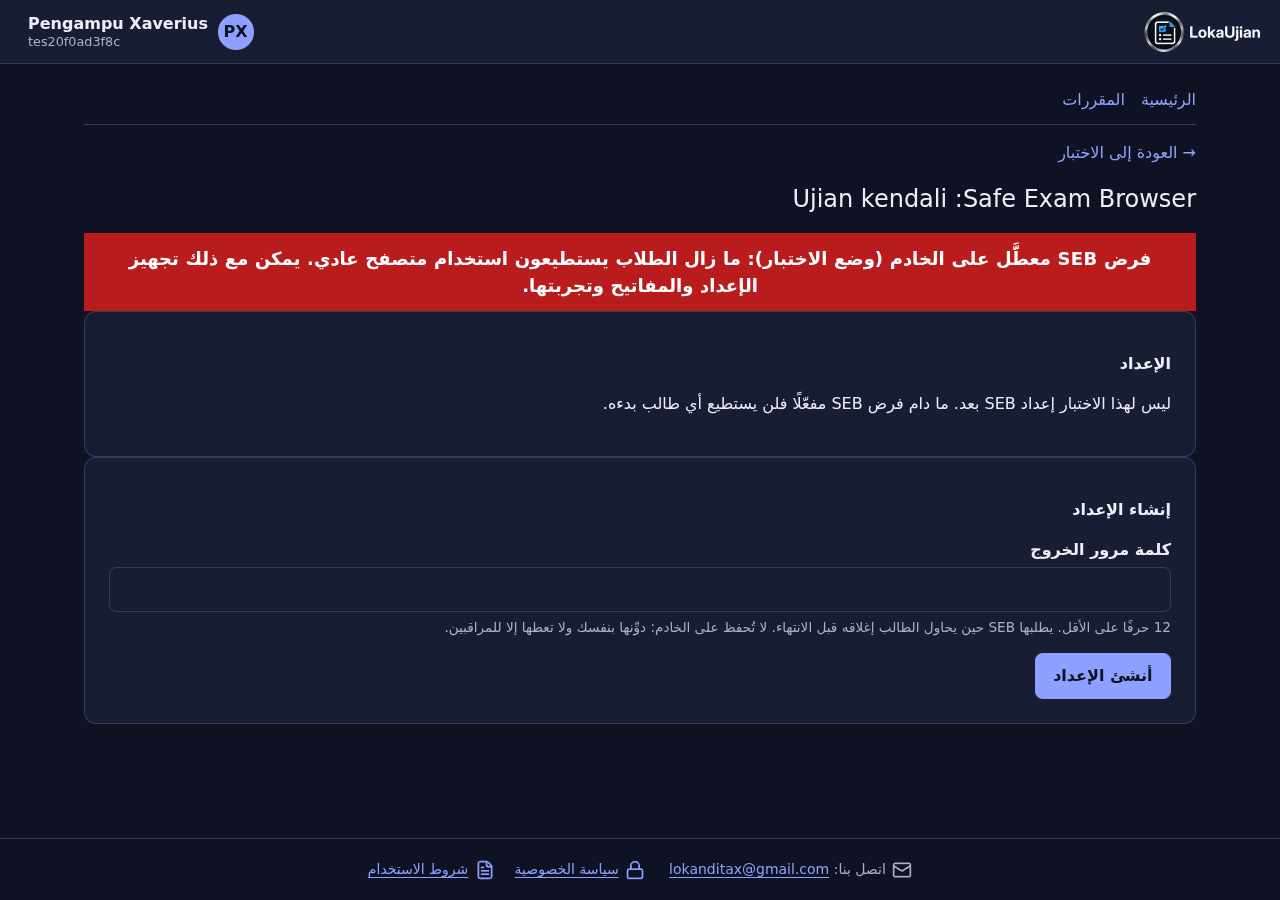 LokaUjian
Pengampu Xaverius
tes20f0ad3f8c
PX
الرئيسية
المقررات
→ العودة إلى الاختبار
Safe Exam Browser: Ujian kendali
فرض SEB معطَّل على الخادم (وضع الاختبار): ما زال الطلاب يستطيعون استخدام متصفح عادي. يمكن مع ذلك تجهيز
الإعداد والمفاتيح وتجربتها.
الإعداد
ليس لهذا الاختبار إعداد SEB بعد. ما دام فرض SEB مفعّلًا فلن يستطيع أي طالب بدءه.
إنشاء الإعداد
كلمة مرور الخروج
12 حرفًا على الأقل. يطلبها SEB حين يحاول الطالب إغلاقه قبل الانتهاء. لا تُحفظ على الخادم: دوِّنها بنفسك ولا تعطها إلا للمراقبين.
أنشئ الإعداد
اتصل بنا: lokanditax@gmail.com
سياسة الخصوصية
شروط الاستخدام